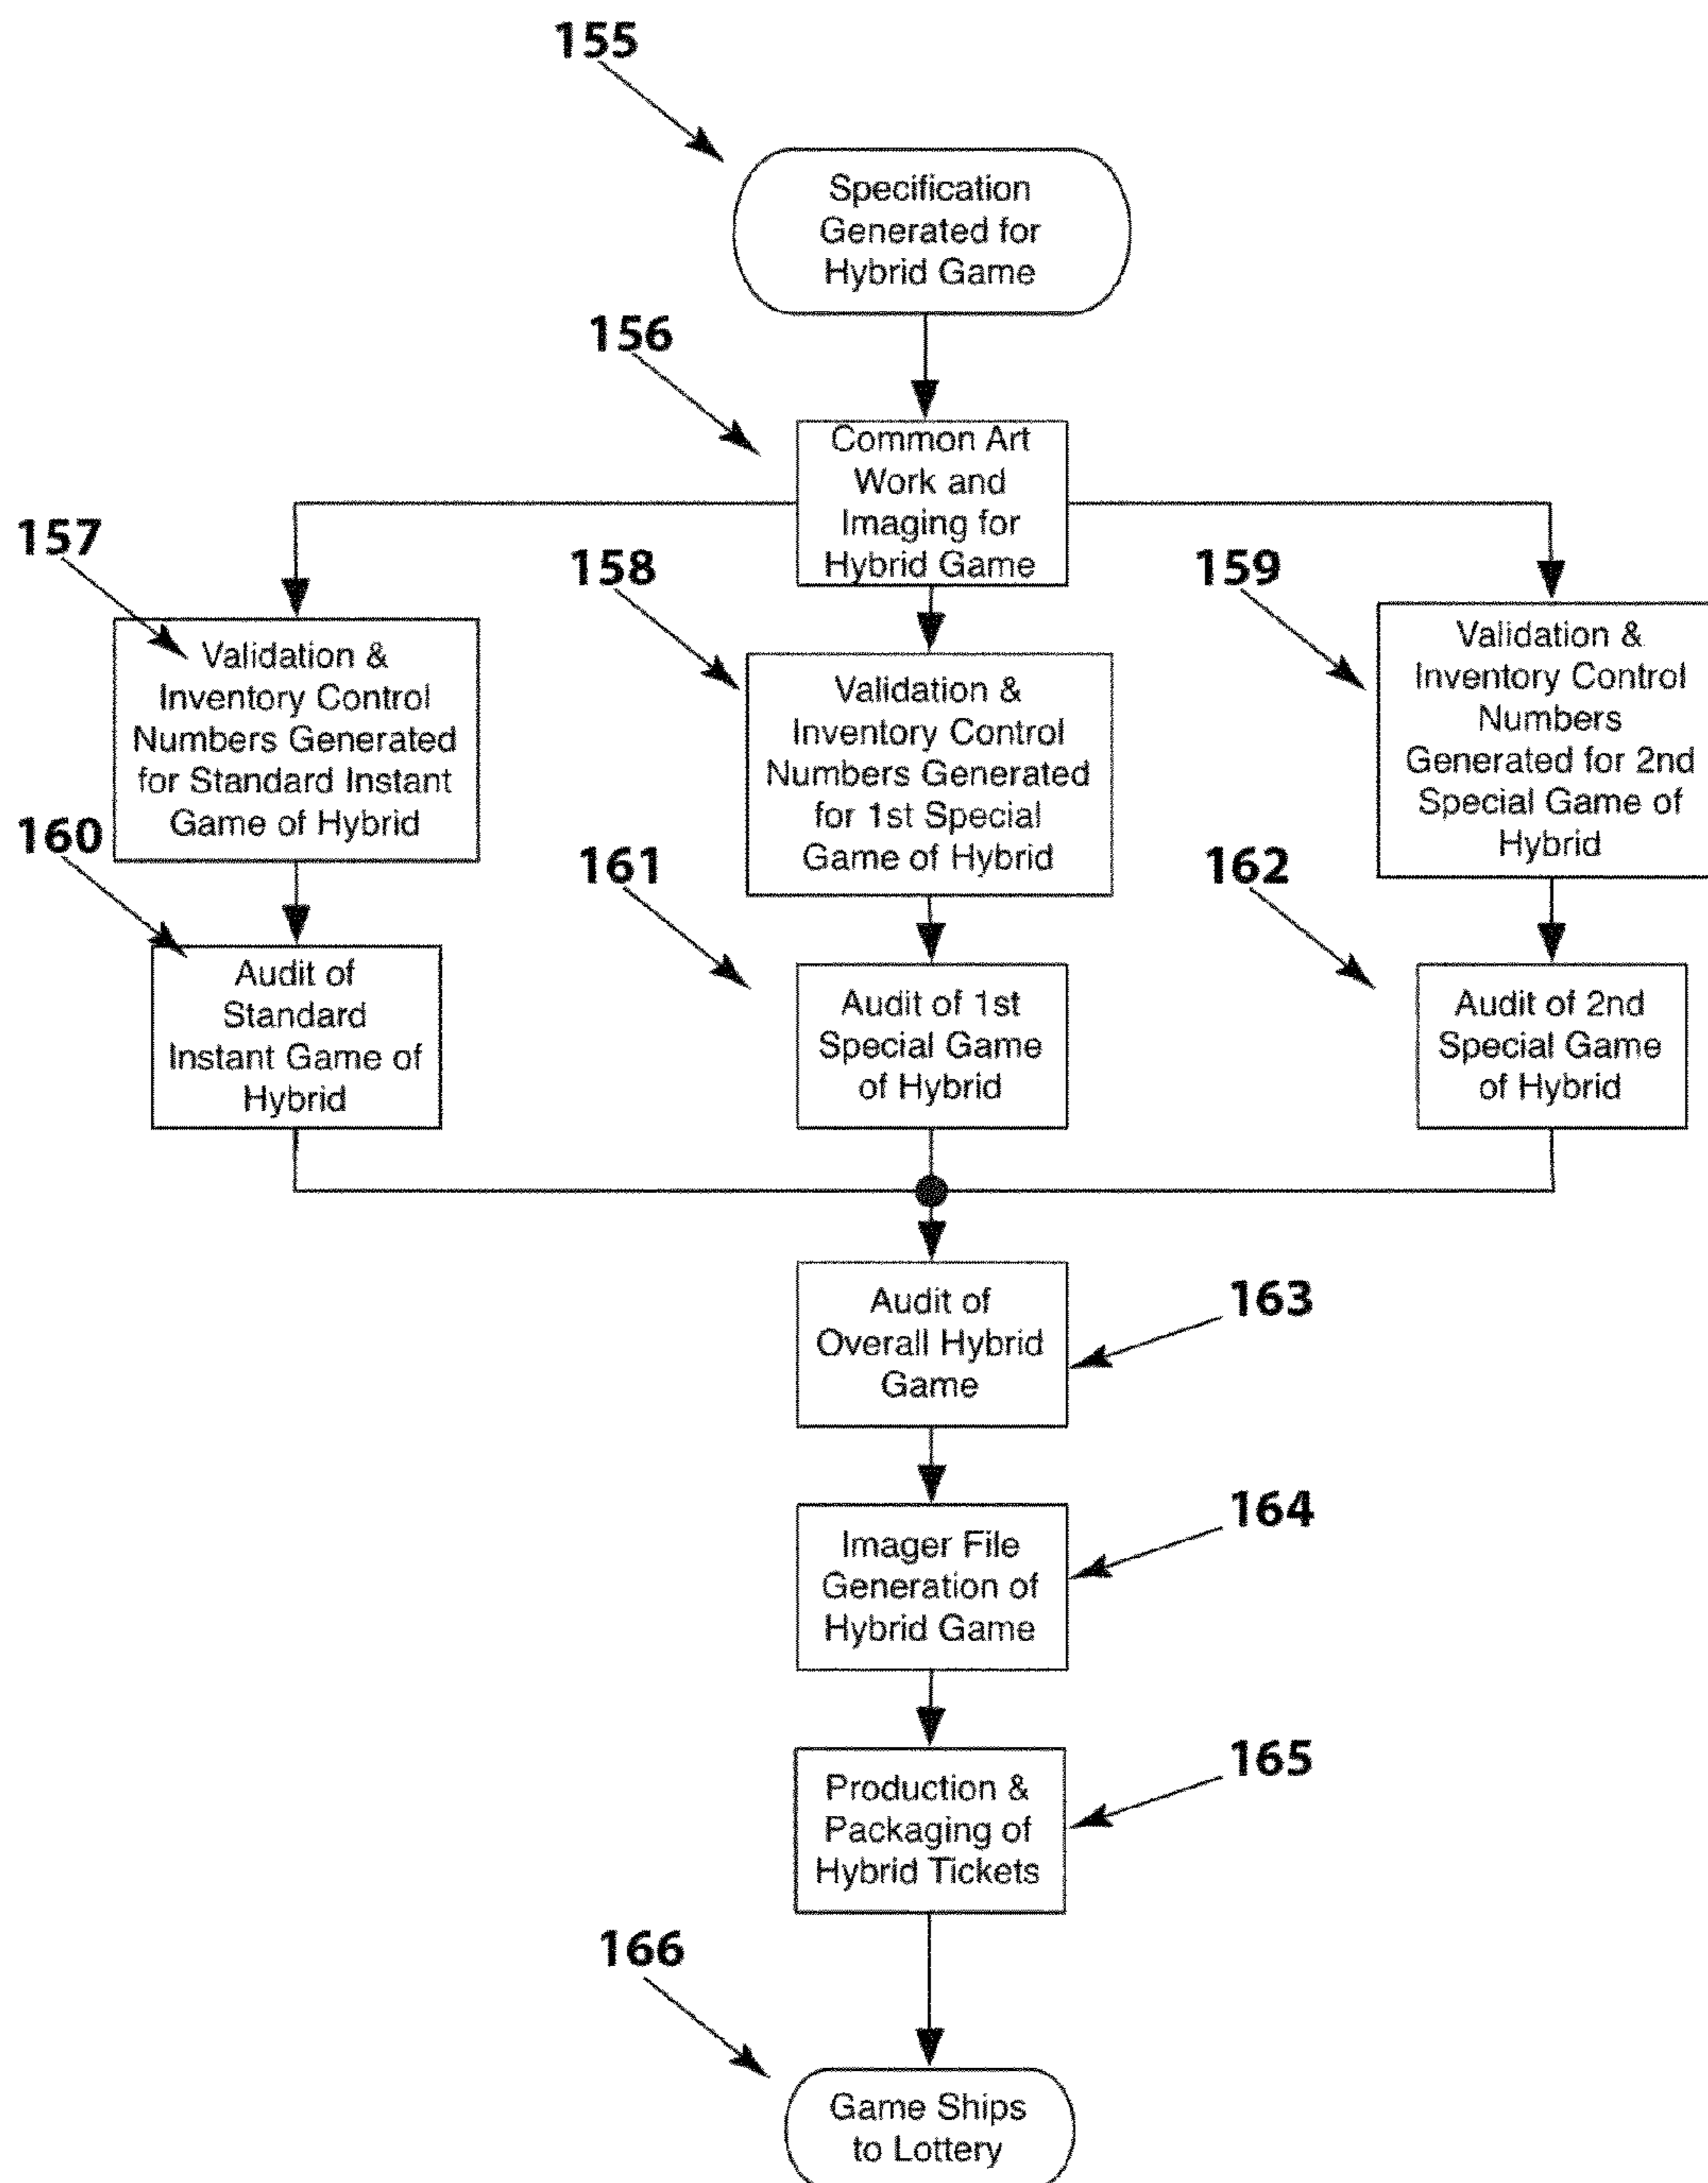 155
Specification
Generated for
Hybrid Game
156
Common Art
Work and
Imaging for
Hybrid Game
157
Validation &
Inventory Control
Numbers Generated
for Standard Instant
Game of Hybrid
158
Validation &
Inventory Control
Numbers Generated
for 1st Special
Game of Hybrid
159
Validation &
Inventory Control
Numbers
Generated for 2nd
Special Game of
Hybrid
160
Audit of
Standard
Instant Game of
Hybrid
161
Audit of 1st
Special Game
of Hybrid
162
Audit of 2nd
Special Game
of Hybrid
163
Audit of
Overall Hybrid
Game
164
Imager File
Generation of
Hybrid Game
165
Production &
Packaging of
Hybrid Tickets
166
Game Ships
to Lottery